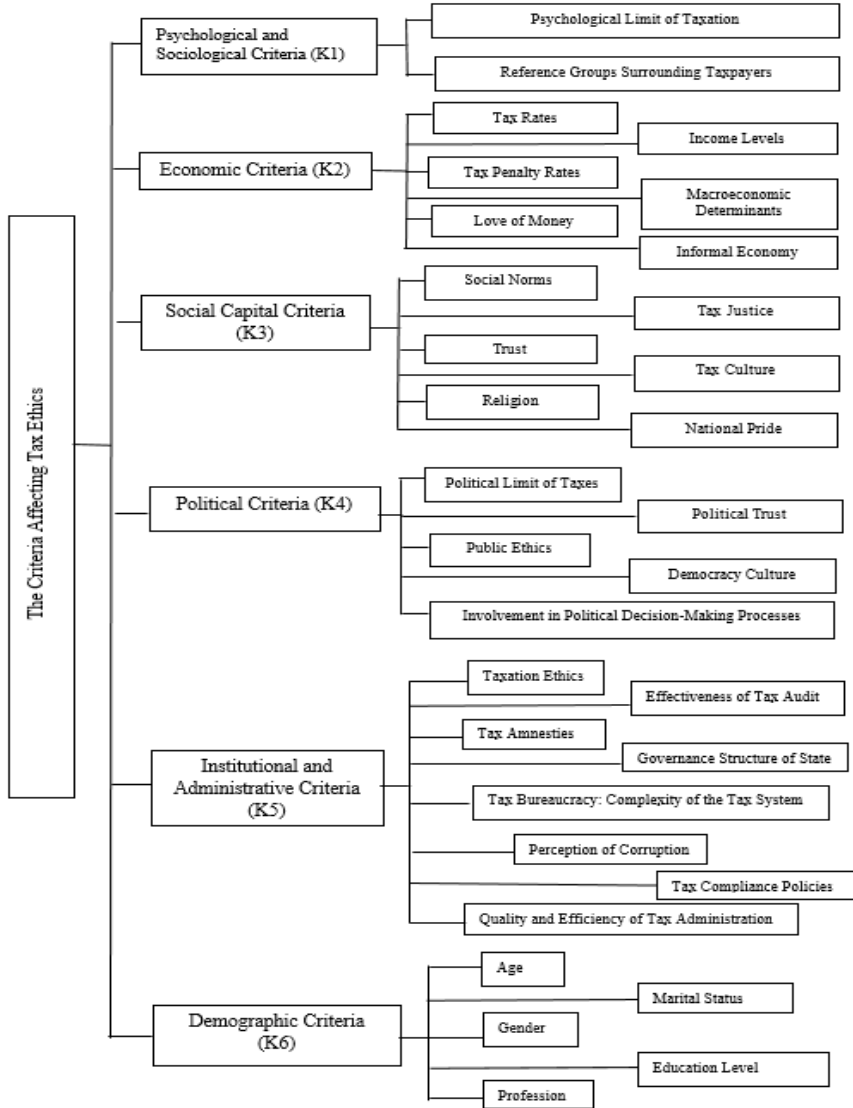 The Criteria Affecting Tax Ethics
Psychological and
Sociological Criteria (K1)
Psychological Limit of Taxation
Reference Groups Surrounding Taxpayers
Economic Criteria (K2)
Tax Rates
Income Levels
Tax Penalty Rates
Macroeconomic
Determinants
Love of Money
Informal Economy
Social Capital Criteria
(K3)
Social Norms
Tax Justice
Trust
Tax Culture
Religion
National Pride
Political Criteria (K4)
Political Limit of Taxes
Political Trust
Public Ethics
Democracy Culture
Involvement in Political Decision-Making Processes
Institutional and
Administrative Criteria
(K5)
Taxation Ethics
Effectiveness of Tax Audit
Tax Amnesties
Governance Structure of State
Tax Bureaucracy: Complexity of the Tax System
Perception of Corruption
Tax Compliance Policies
Quality and Efficiency of Tax Administration
Demographic Criteria
(K6)
Age
Marital Status
Gender
Education Level
Profession